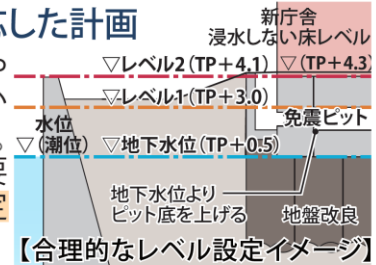 応した計画
新庁舎
浸水しない床レベル
▽レベル2(TP+4.1)
▽(TP+4.3)
▽レベル1(TP+3.0)
水位
▽(潮位)
免震ピット
▽地下水位(TP+0.5)
地下水位より
ピット底を上げる
地盤改良
【合理的なレベル設定イメージ】